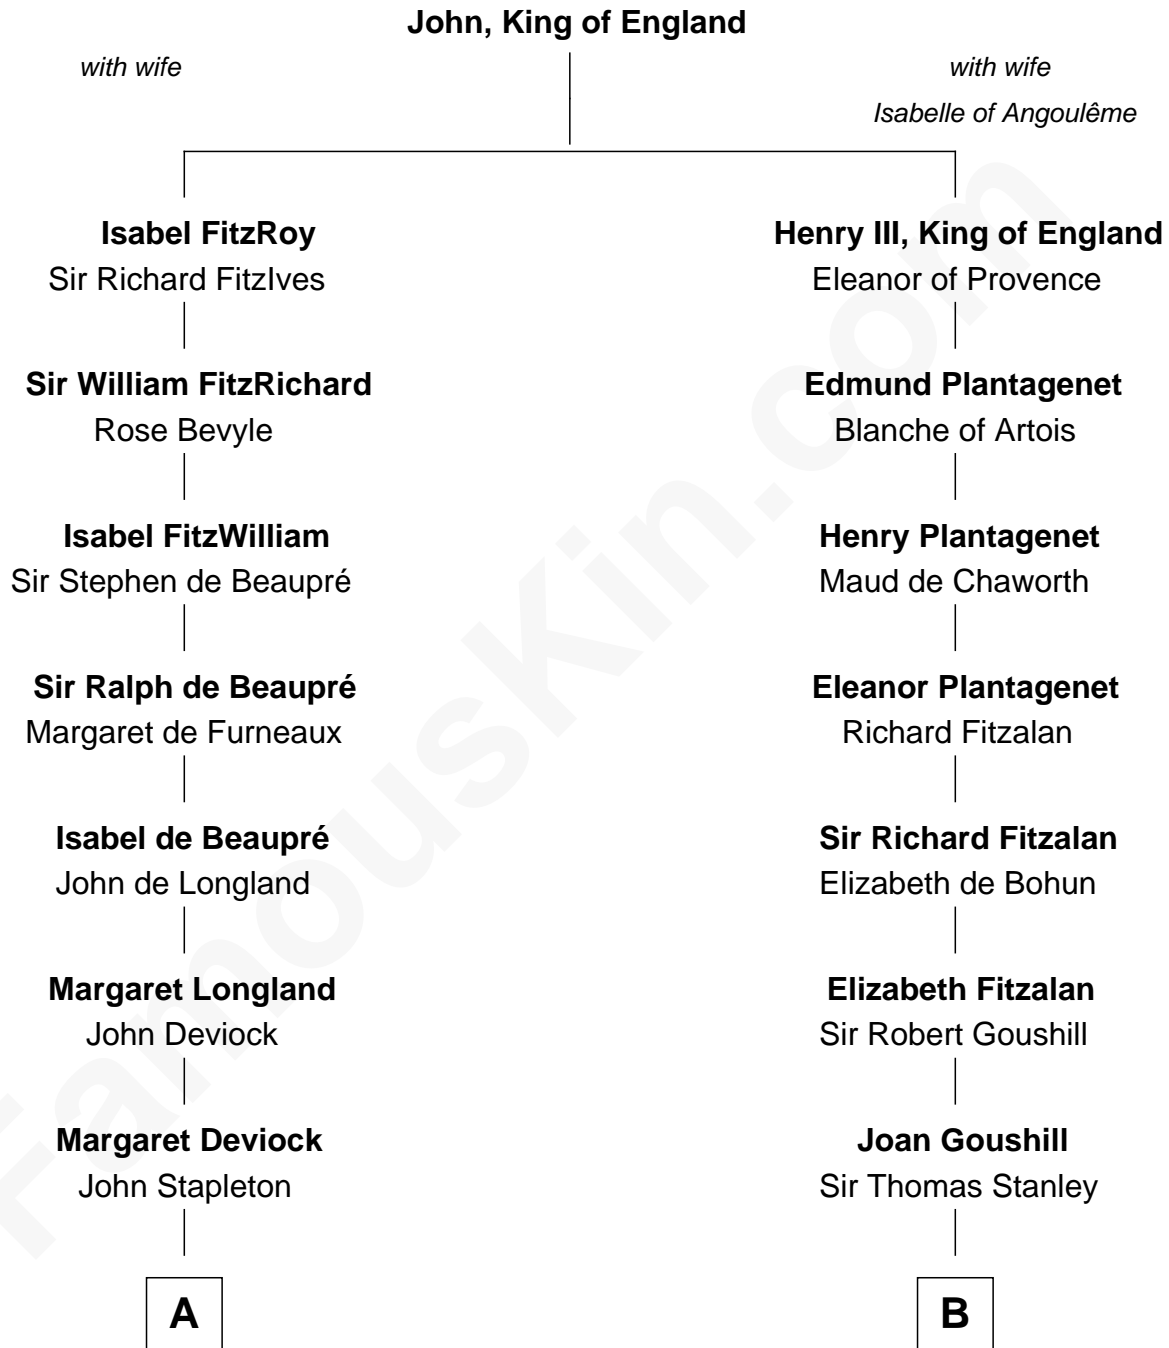 John, King of England
with wife
with wife
Isabelle of Angoulême
Isabel FitzRoy
Sir Richard FitzIves
Henry III, King of England
Eleanor of Provence
Sir William FitzRichard
Rose Bevyle
Edmund Plantagenet
Blanche of Artois
Isabel FitzWilliam
Sir Stephen de Beaupré
Henry Plantagenet
Maud de Chaworth
Sir Ralph de Beaupré
Margaret de Furneaux
Eleanor Plantagenet
Richard Fitzalan
Isabel de Beaupré
John de Longland
Sir Richard Fitzalan
Elizabeth de Bohun
Margaret Longland
John Deviock
Elizabeth Fitzalan
Sir Robert Goushill
Margaret Deviock
John Stapleton
Joan Goushill
Sir Thomas Stanley
A
B
FamousKin.com